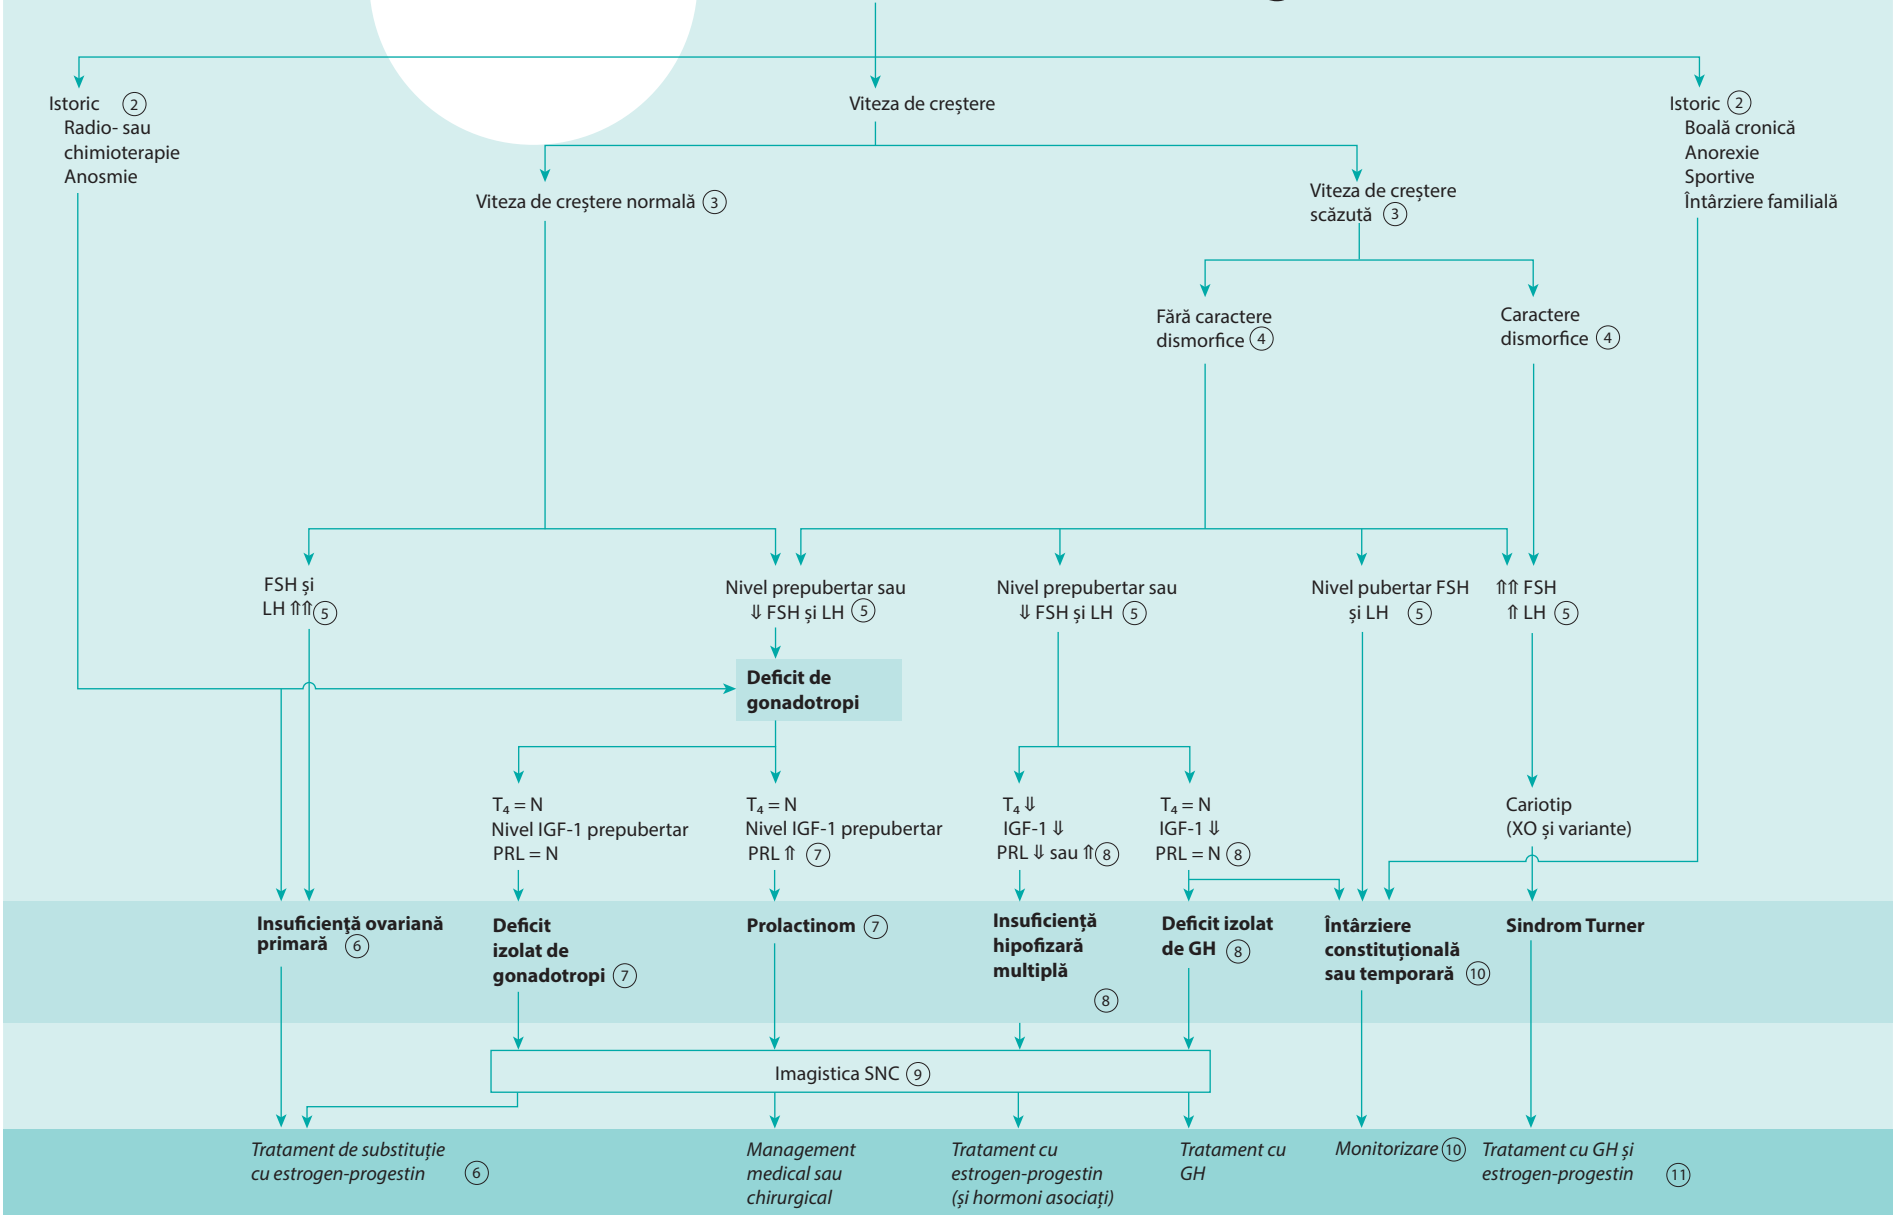 Istoric ②
Radio- sau
chimioterapie
Anosmie
Viteza de creștere
Istoric ②
Boală cronică
Anorexie
Sportive
Întârziere familială
Viteza de creștere normală ③
Viteza de creștere
scăzută ③
Fără caractere
dismorfice ④
Caractere
dismorfice ④
FSH și
LH ⇑⇑ ⑤
Nivel prepubertar sau
⇓ FSH și LH ⑤
Nivel prepubertar sau
⇓ FSH și LH ⑤
Nivel pubertar FSH
și LH ⑤
⇑⇑ FSH
⇑ LH ⑤
Deficit de
gonadotropi
T₄ = N
Nivel IGF-1 prepubertar
PRL = N
T₄ = N
Nivel IGF-1 prepubertar
PRL ⇑ ⑦
T₄ ⇓
IGF-1 ⇓
PRL ⇓ sau ⇑ ⑧
T₄ = N
IGF-1 ⇓
PRL = N ⑧
Cariotip
(XO și variante)
Insuficienţă ovariană
primară ⑥
Deficit
izolat de
gonadotropi ⑦
Prolactinom ⑦
Insuficiență
hipofizară
multiplă
⑧
Deficit izolat
de GH ⑧
Întârziere
constituțională
sau temporară ⑩
Sindrom Turner
Imagistica SNC ⑨
Tratament de substituție
cu estrogen-progestin ⑥
Management
medical sau
chirurgical
Tratament cu
estrogen-progestin
(și hormoni asociați)
Tratament cu
GH
Monitorizare ⑩
Tratament cu GH și
estrogen-progestin ⑪